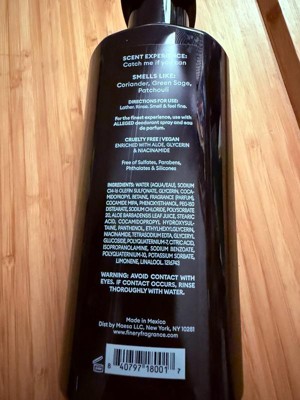 SCENT EXPERIENCE:
Catch me if you can
SMELLS LIKE:
Coriander, Green Sage,
Patchouli
DIRECTIONS FOR USE:
Lather. Rinse. Smell & feel fine.
For the finest experience, use with
ALLEGED deodorant spray and eau
de parfum.
CRUELTY FREE | VEGAN
ENRICHED WITH ALOE, GLYCERIN
& NIACINAMIDE
Free of Sulfates, Parabens,
Phthalates & Silicones
INGREDIENTS: WATER (AQUA/EAU), SODIUM
C14-16 OLEFIN SULFONATE, GLYCERIN, COCA-
MIDOPROPYL BETAINE, FRAGRANCE (PARFUM),
COCAMIDE MIPA, PHENOXYETHANOL, PEG-120
SODIUM CHLORIDE, POLYSORBATE
20, ALOE BARBADENSIS LEAF JUICE, STEARIC
ACID, COCAMIDOPROPYL HYDROXYSUL-
TAINE, PANTHENOL, ETHYLHEXYLGLYCERIN,
NIACINAMIDE, TETRASODIUM EDTA, GLYCERYL
GLUCOSIDE, POLYQUATERNIUM-7, CITRIC ACID,
ISOPROPYL ALCOHOL, SODIUM BENZOATE,
POLYQUATERNIUM-10, POTASSIUM SORBATE,
LIMONENE, LINALOOL.
WARNING: AVOID CONTACT WITH
EYES. IF CONTACT OCCURS, RINSE
THOROUGHLY WITH WATER.
Made in Mexico
Dist by Maesa LLC, New York, NY 10281
www.fineryfragrance.com
8 40797 18001 7